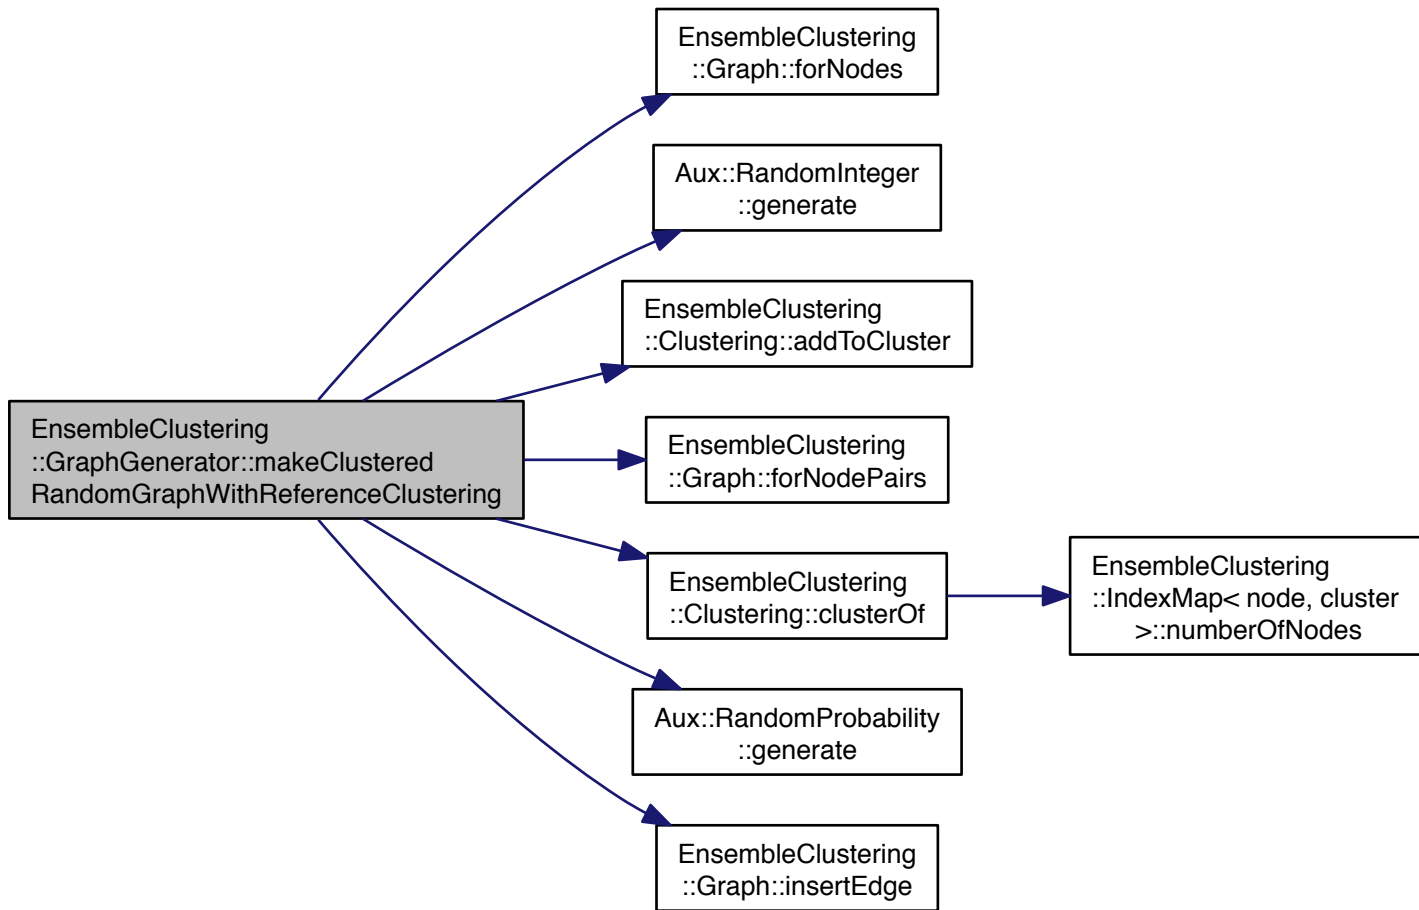 EnsembleClustering
::Graph::forNodes
Aux::RandomInteger
::generate
EnsembleClustering
::Clustering::addToCluster
EnsembleClustering
::GraphGenerator::makeClustered
RandomGraphWithReferenceClustering
EnsembleClustering
::Graph::forNodePairs
EnsembleClustering
::Clustering::clusterOf
EnsembleClustering
::IndexMap< node, cluster
>::numberOfNodes
Aux::RandomProbability
::generate
EnsembleClustering
::Graph::insertEdge